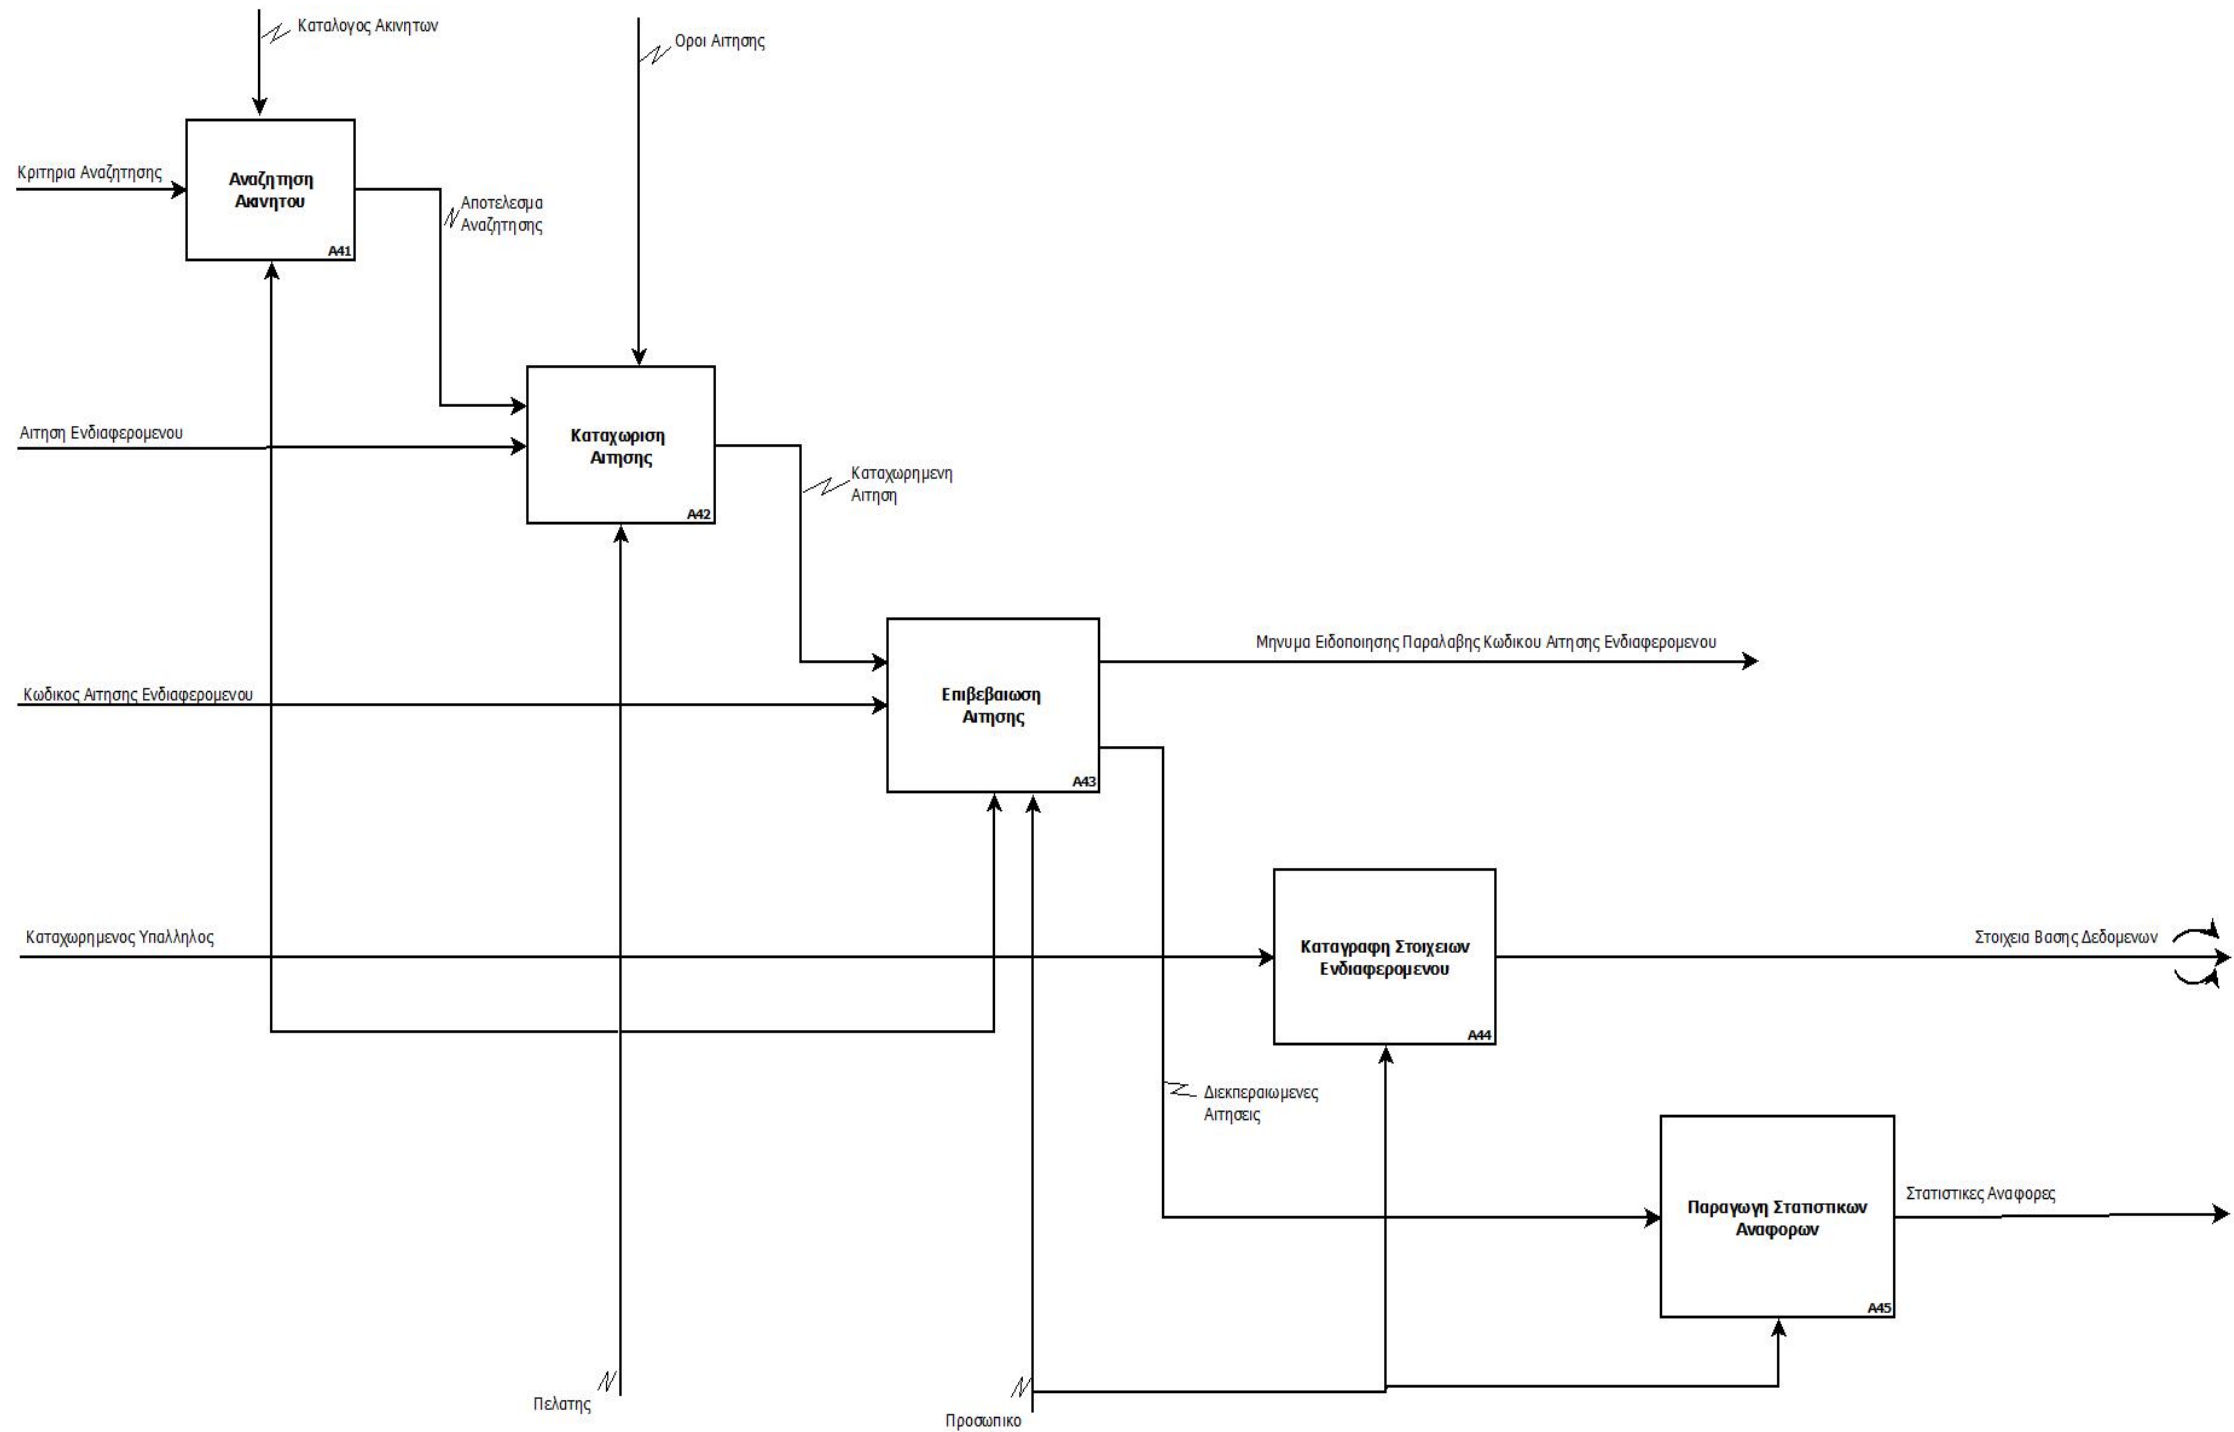 Καταλογος Ακινητων
Οροι Αιτησης
Κριτηρια Αναζητησης
Αναζητηση
Ακινητου
A41
Αποτελεσμα
Αναζητησης
Αιτηση Ενδιαφερομενου
Καταχωριση
Αιτησης
A42
Καταχωρημενη
Αιτηση
Μηνυμα Ειδοποιησης Παραλαβης Κωδικου Αιτησης Ενδιαφερομενου
Κωδικος Αιτησης Ενδιαφερομενου
Επιβεβαιωση
Αιτησης
A43
Καταχωρημενος Υπαλληλος
Καταγραφη Στοιχειων
Ενδιαφερομενου
A44
Στοιχεια Βασης Δεδομενων
Διεκπεραιωμενες
Αιτησεις
Παραγωγη Στατιστικων
Αναφορων
A45
Στατιστικες Αναφορες
Πελατης
Προσωπικο